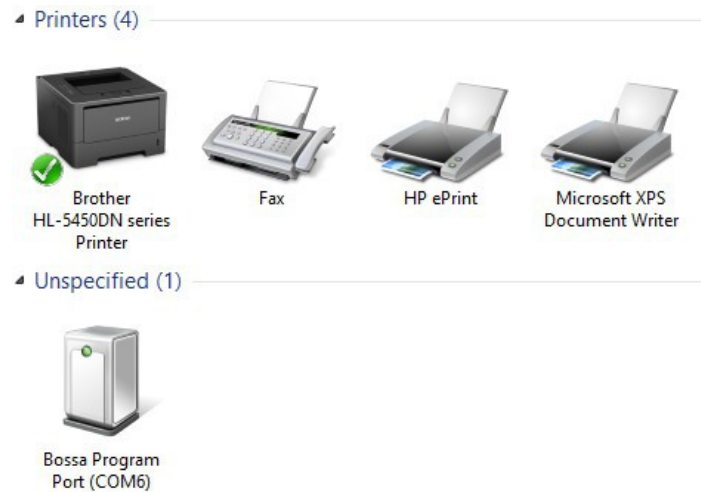 Printers (4)
Brother
HL-5450DN series
Printer
Fax
HP ePrint
Microsoft XPS
Document Writer
Unspecified (1)
Bossa Program
Port (COM6)